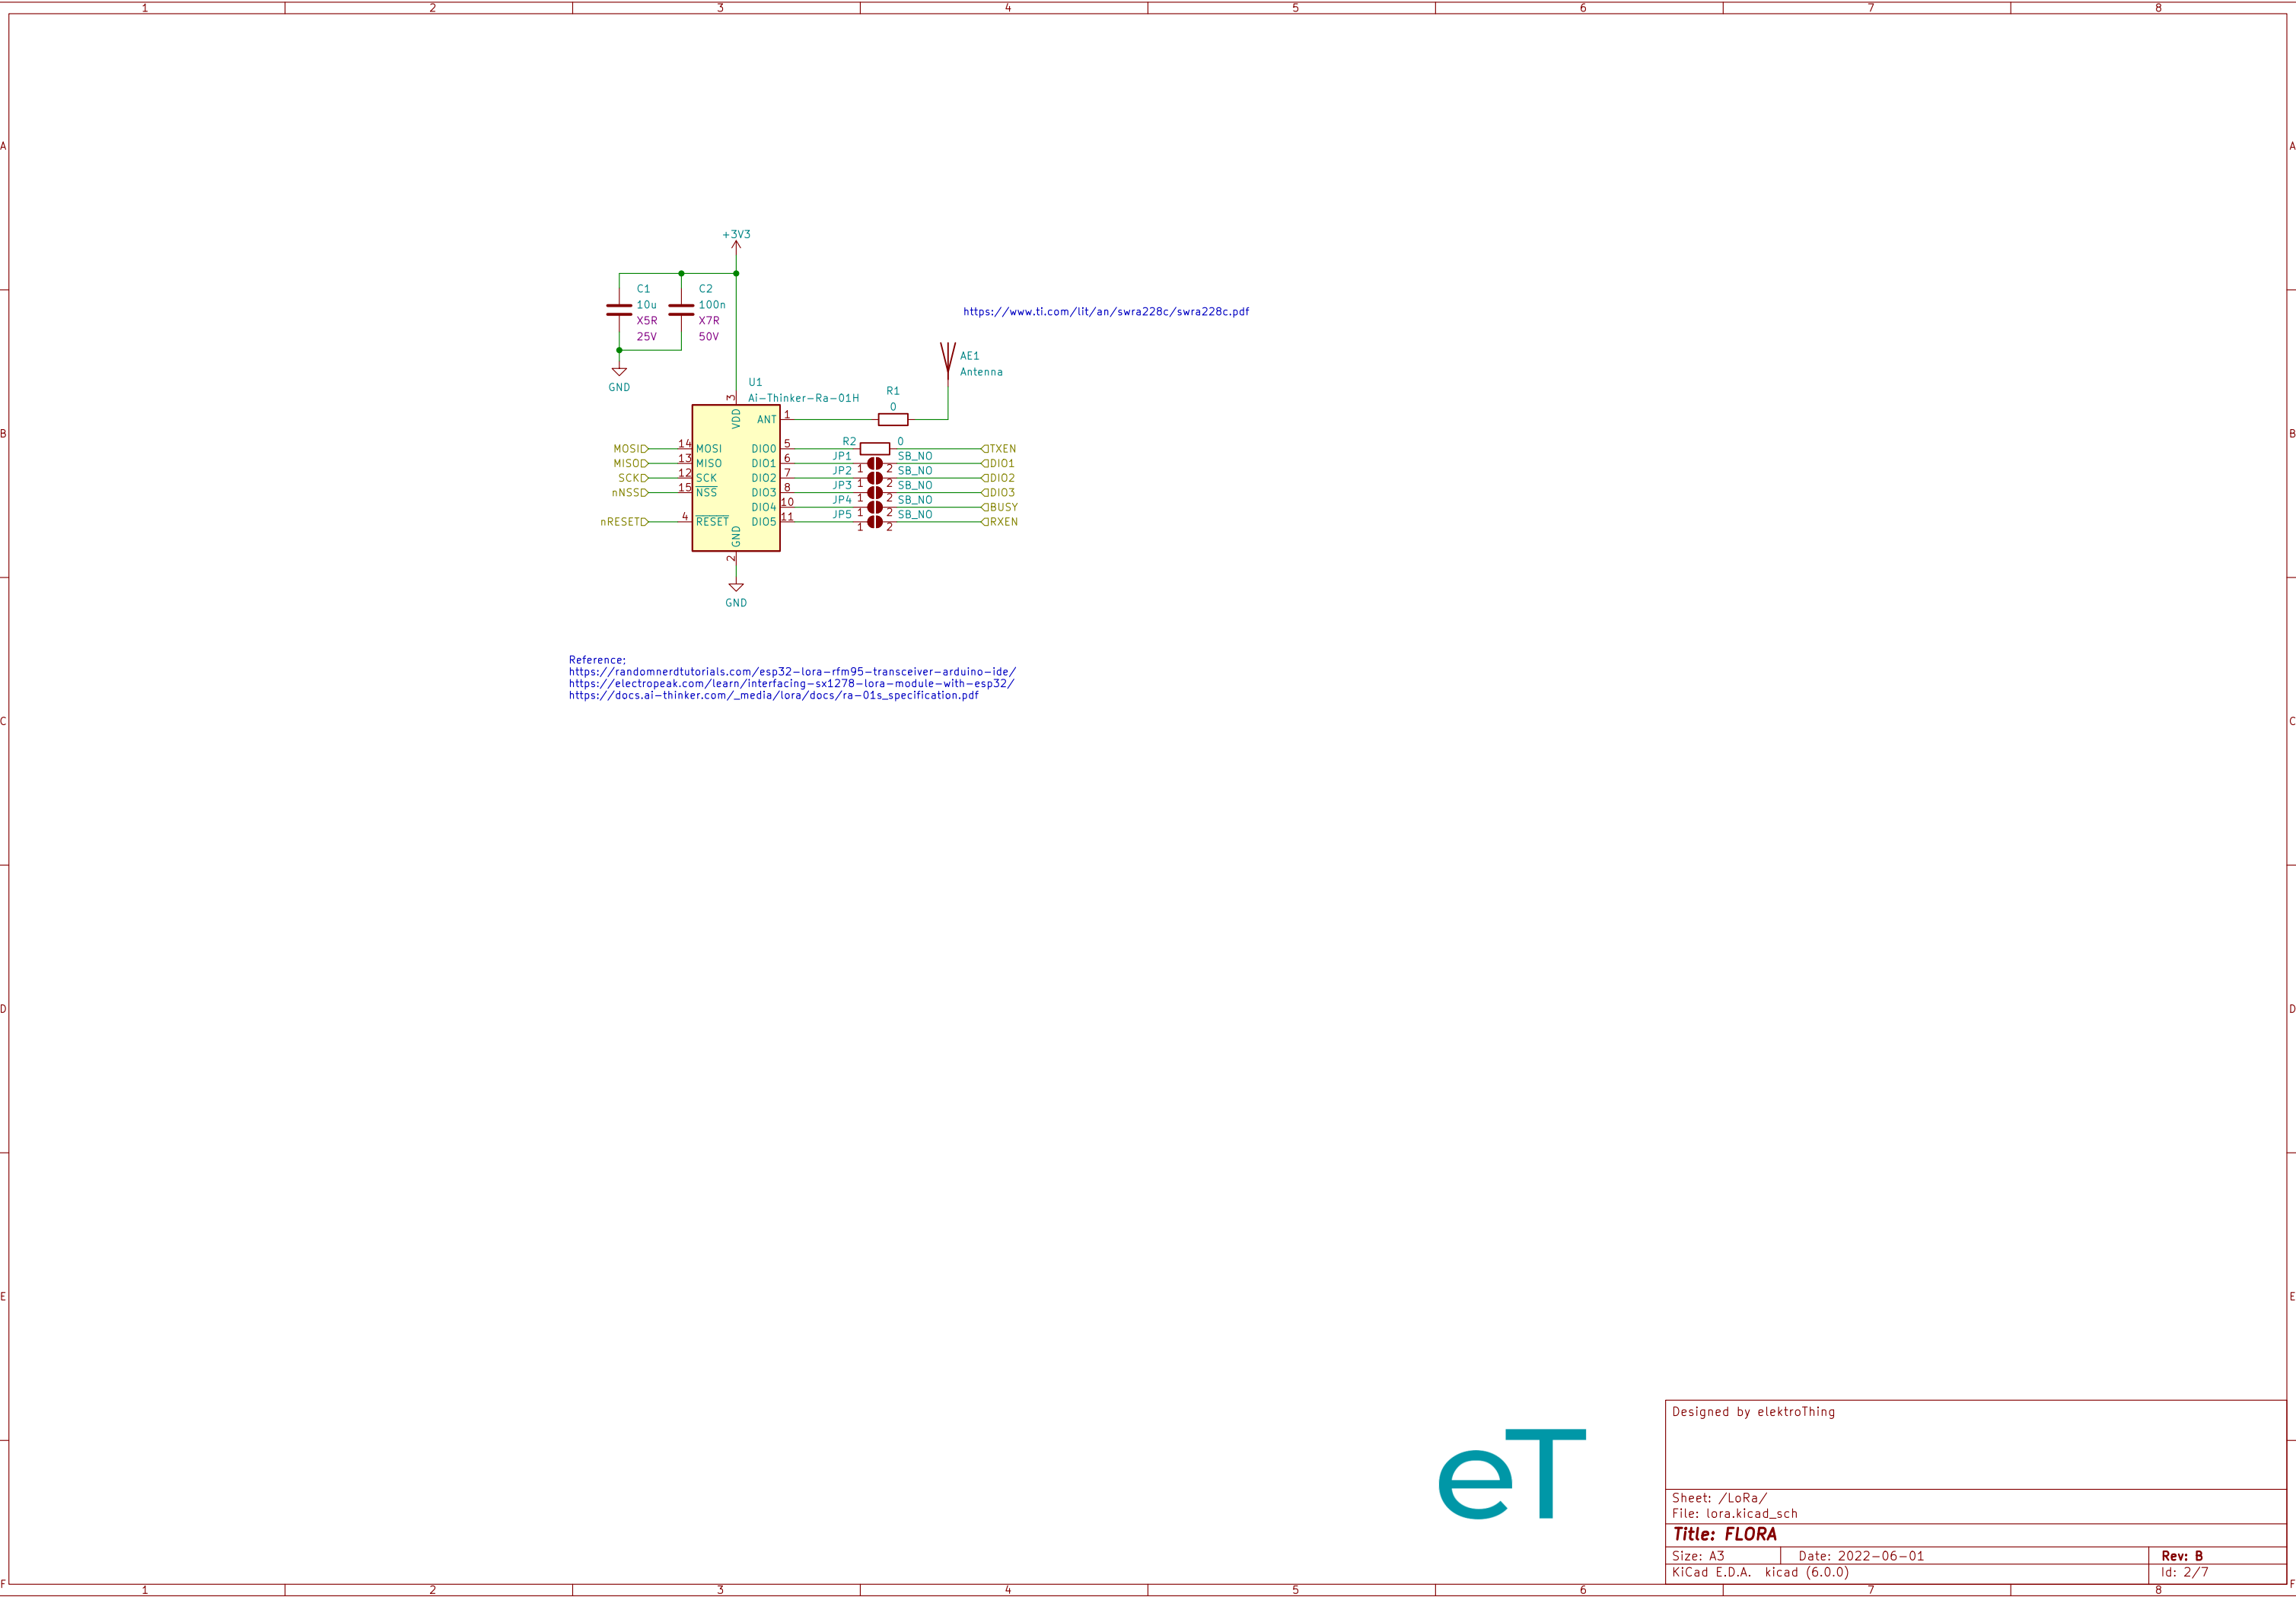 1 2 3 4 5 6 7 8
A A
+3V3
C1 C2
10u 100n
X5R X7R
25V 50V
https://www.ti.com/lit/an/swra228c/swra228c.pdf
AE1
Antenna
GND
U1
Ai-Thinker-Ra-01H
R1
0
3
VDD
ANT 1
B B
MOSI 14 MOSI DIO0 5 R2 0 TXEN
MISO 13 MISO DIO1 6 JP1 1 2 SB_NO DIO1
SCK 12 SCK DIO2 7 JP2 1 2 SB_NO DIO2
nNSS 15 NSS DIO3 8 JP3 1 2 SB_NO DIO3
DIO4 10 JP4 1 2 SB_NO BUSY
nRESET 4 RESET DIO5 11 JP5 1 2 SB_NO RXEN
GND
2
GND
Reference:
https://randomnerdtutorials.com/esp32-lora-rfm95-transceiver-arduino-ide/
https://electropeak.com/learn/interfacing-sx1278-lora-module-with-esp32/
https://docs.ai-thinker.com/_media/lora/docs/ra-01s_specification.pdf
C C
D D
E E
eT
Designed by elektroThing
Sheet: /LoRa/
File: lora.kicad_sch
Title: FLORA
Size: A3 Date: 2022-06-01 Rev: B
KiCad E.D.A. kicad (6.0.0) Id: 2/7
F F
1 2 3 4 5 6 7 8